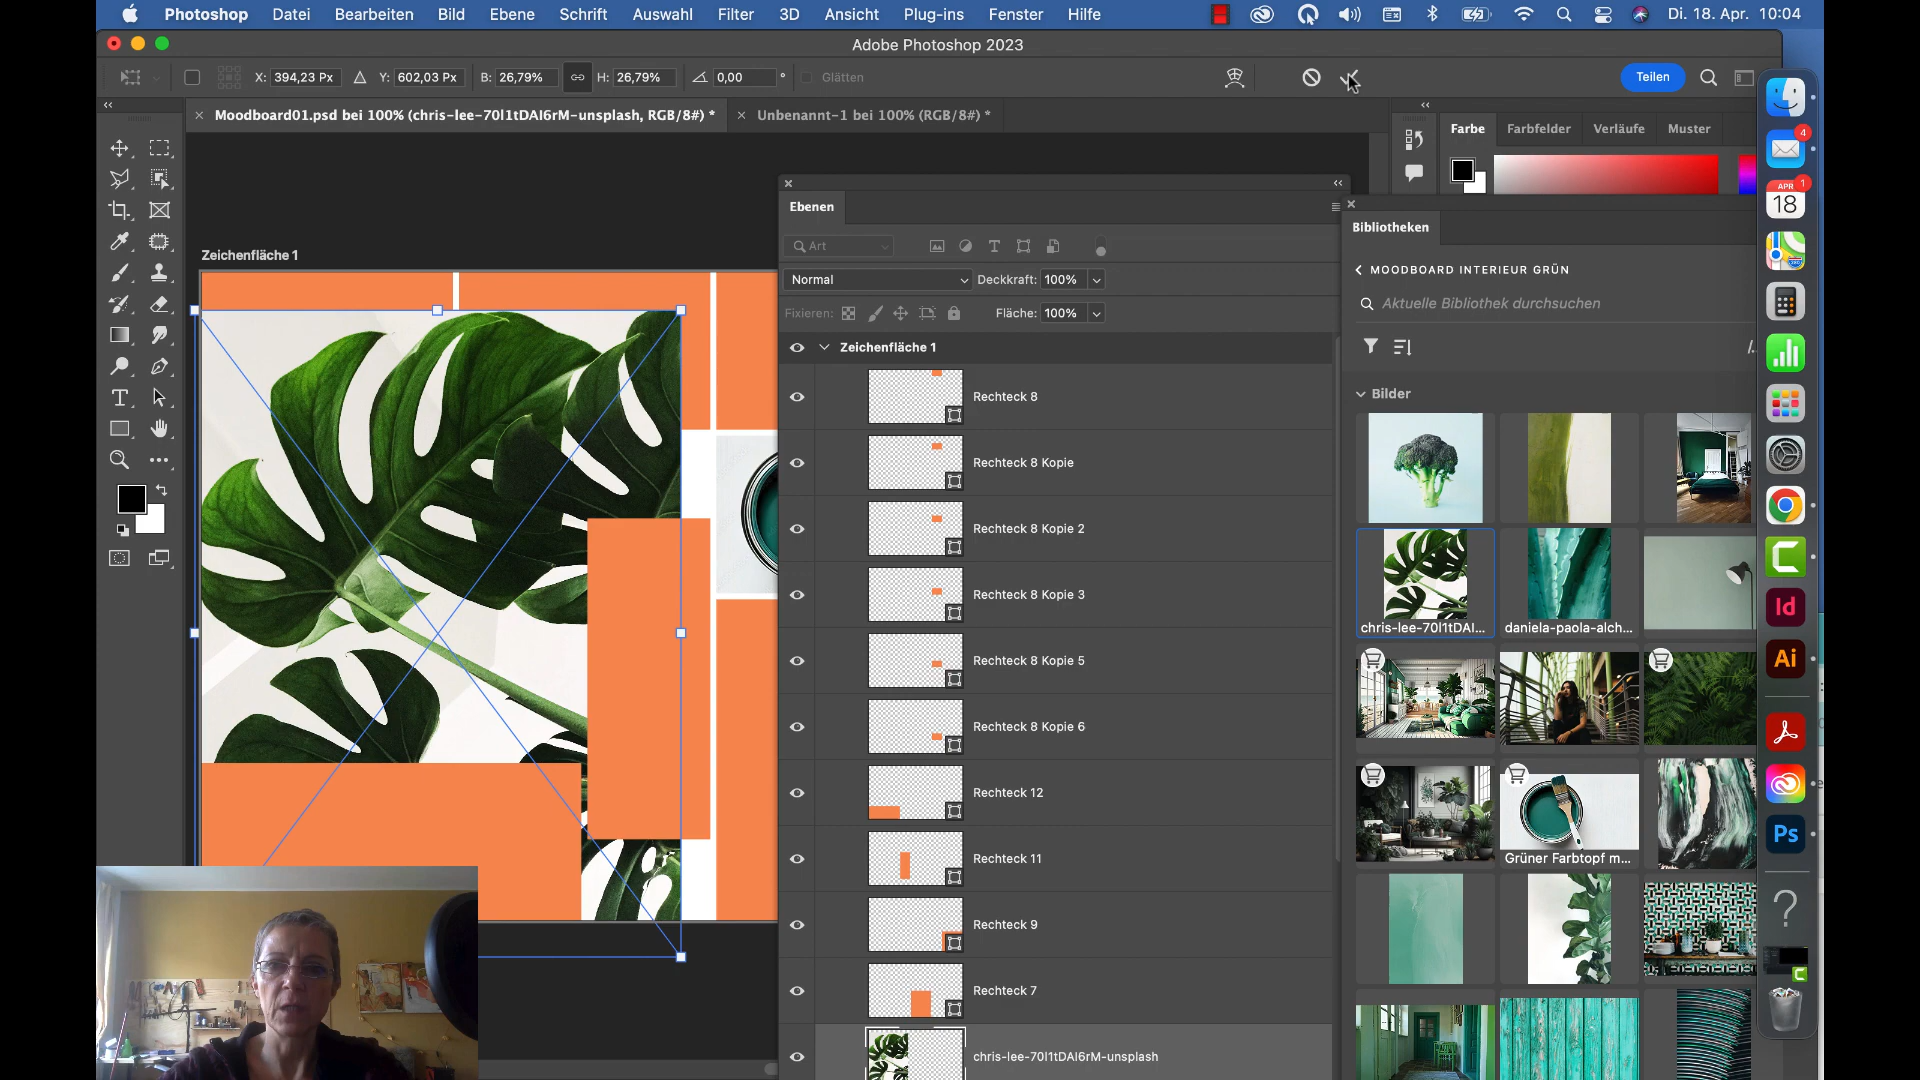 Photoshop Datei Bearbeiten Bild Ebene Schrift Auswahl Filter 3D Ansicht Plug-ins Fenster Hilfe Di. 18. Apr. 10:04
Adobe Photoshop 2023
X: 394,23 Px Y: 602,03 Px B: 26,79% H: 26,79% 0,00 ° Glätten Teilen
Moodboard01.psd bei 100% (chris-lee-70l1tDAI6rM-unsplash, RGB/8#) * Unbenannt-1 bei 100% (RGB/8#) *
Farbe Farbfelder Verläufe Muster
4
APR 1
18
Ebenen
Bibliotheken
Art
Zeichenfläche 1
MOODBOARD INTERIEUR GRÜN
Normal Deckkraft: 100%
Aktuelle Bibliothek durchsuchen
Fixieren: Fläche: 100%
Zeichenfläche 1
Bilder
Rechteck 8
Rechteck 8 Kopie
Rechteck 8 Kopie 2
Rechteck 8 Kopie 3
chris-lee-70l1tDAI... daniela-paola-alch...
Id
Rechteck 8 Kopie 5
Ai
Rechteck 8 Kopie 6
Rechteck 12
Ps
Rechteck 11
Grüner Farbtopf m...
Rechteck 9
Rechteck 7
chris-lee-70l1tDAI6rM-unsplash